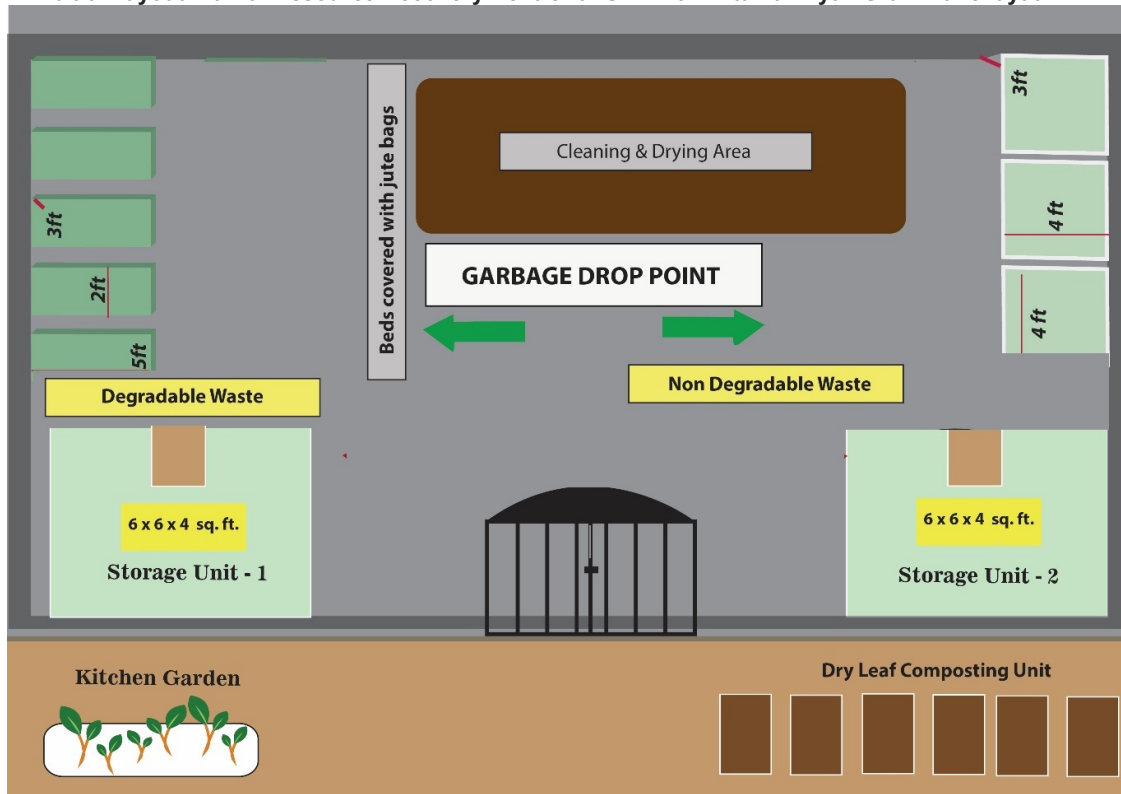 3ft
Beds covered with jute bags
Cleaning & Drying Area
3ft
4 ft
2ft
GARBAGE DROP POINT
4 ft
5ft
Degradable Waste
Non Degradable Waste
6 x 6 x 4 sq. ft.
6 x 6 x 4 sq. ft.
Storage Unit - 1
Storage Unit - 2
Kitchen Garden
Dry Leaf Composting Unit